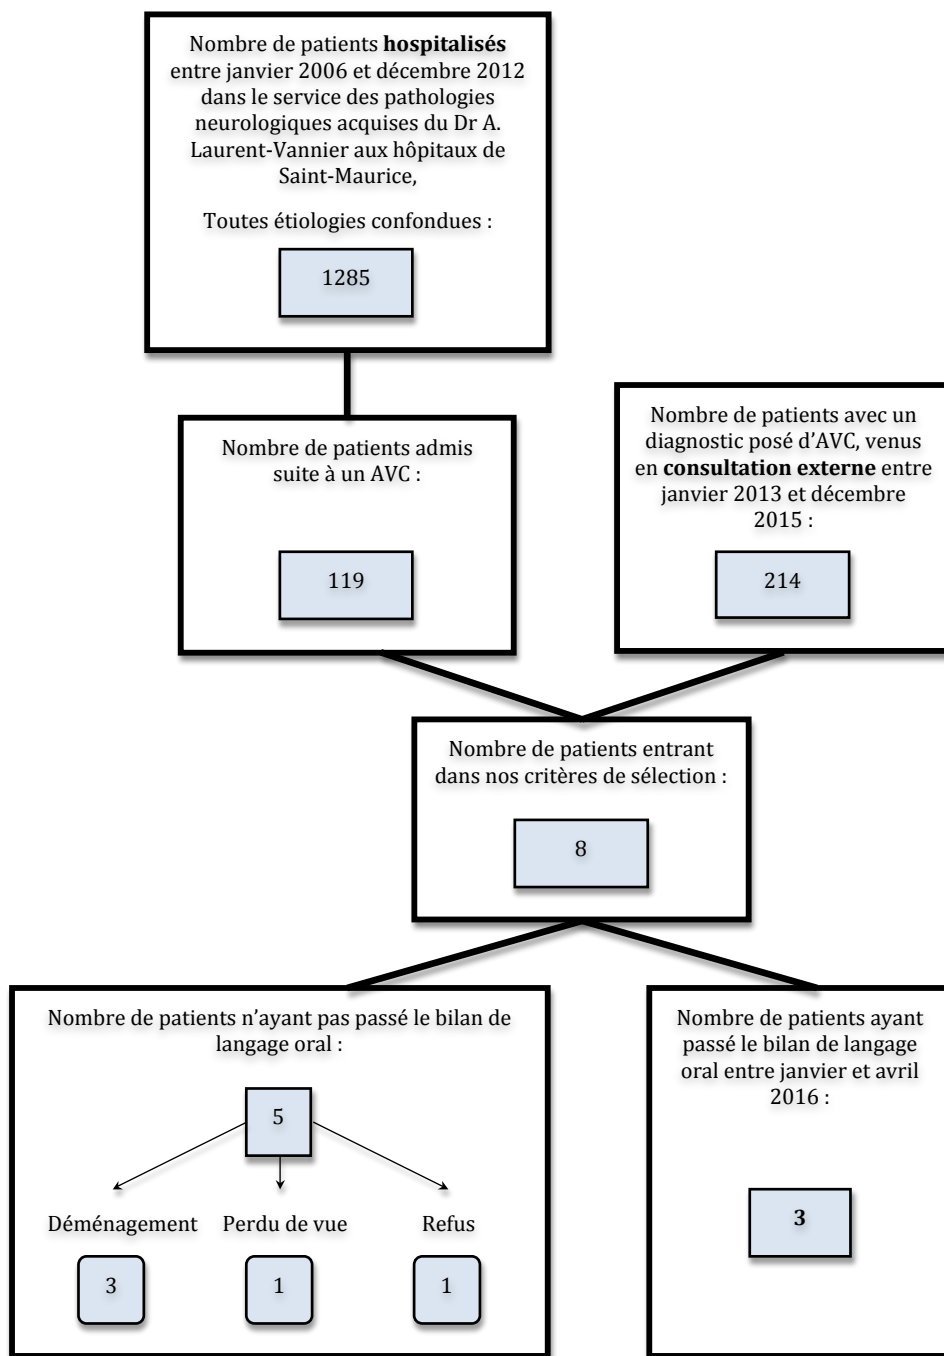 Nombre de patients hospitalisés
entre janvier 2006 et décembre 2012
dans le service des pathologies
neurologiques acquises du Dr A.
Laurent-Vannier aux hôpitaux de
Saint-Maurice,
Toutes étiologies confondues :
1285
Nombre de patients admis
suite à un AVC :
119
Nombre de patients avec un
diagnostic posé d’AVC, venus
en consultation externe entre
janvier 2013 et décembre
2015 :
214
Nombre de patients entrant
dans nos critères de sélection :
8
Nombre de patients n’ayant pas passé le bilan de
langage oral :
5
Déménagement Perdu de vue Refus
3 1 1
Nombre de patients ayant
passé le bilan de langage
oral entre janvier et avril
2016 :
3